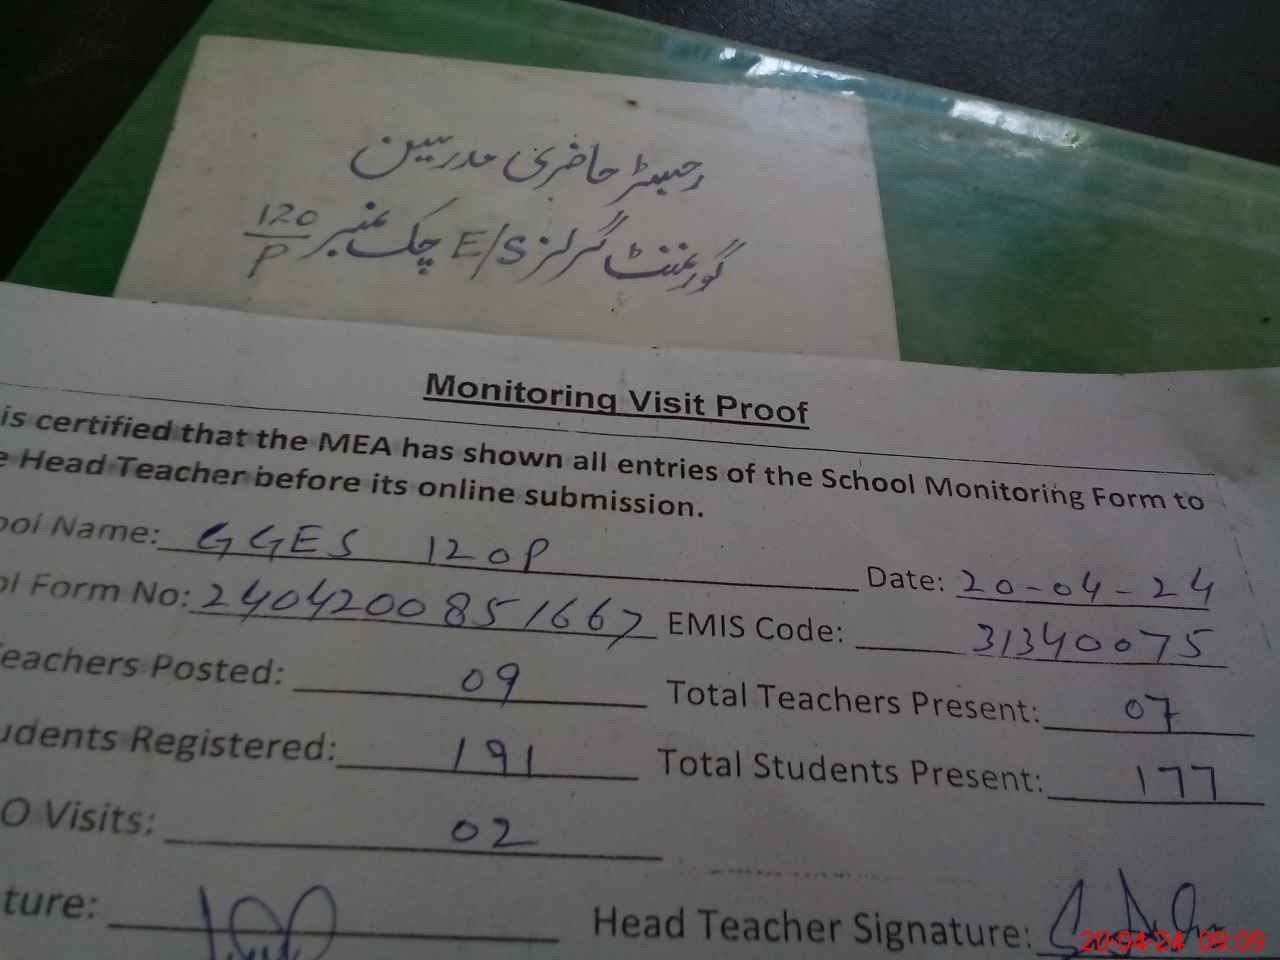 رجسٹر حاضری مدرسین
گورنمنٹ گرلز E/S چک نمبر 120/P
Monitoring Visit Proof
is certified that the MEA has shown all entries of the School Monitoring Form to
e Head Teacher before its online submission.
ool Name: GGES 120P Date: 20-04-24
ol Form No: 2404200851667 EMIS Code: 31340075
eachers Posted: 09 Total Teachers Present: 07
udents Registered: 191 Total Students Present: 177
O Visits: 02
ture: Head Teacher Signature:
20-04-24 09:09